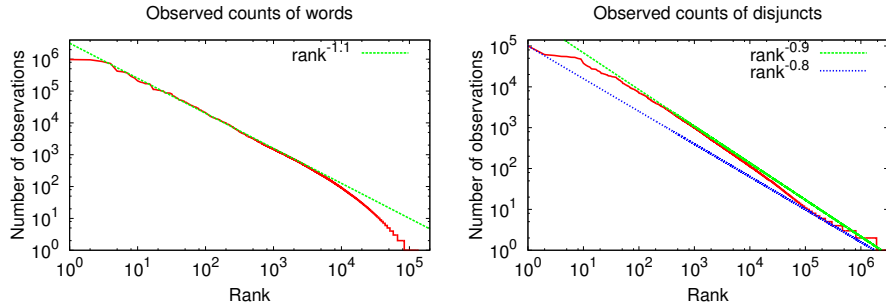 Observed counts of words
Number of observations
10^6
10^5
10^4
10^3
10^2
10^1
10^0
rank^-1.1
10^0 10^1 10^2 10^3 10^4 10^5
Rank
Observed counts of disjuncts
Number of observations
10^5
10^4
10^3
10^2
10^1
10^0
rank^-0.9
rank^-0.8
10^0 10^1 10^2 10^3 10^4 10^5 10^6
Rank